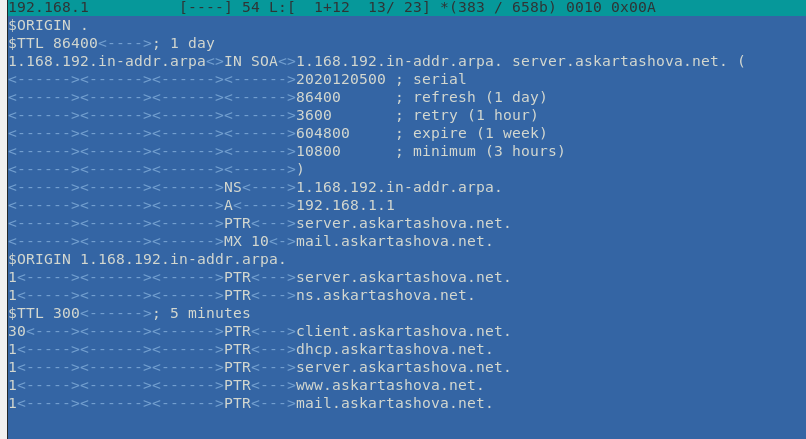 192.168.1          [----] 54 L:[  1+12  13/ 23] *(383 / 658b) 0010 0x00A
$ORIGIN .
$TTL 86400<---->; 1 day
1.168.192.in-addr.arpa<>IN SOA<>1.168.192.in-addr.arpa. server.askartashova.net. (
<------><------><------><------>2020120500 ; serial
<------><------><------><------>86400      ; refresh (1 day)
<------><------><------><------>3600       ; retry (1 hour)
<------><------><------><------>604800     ; expire (1 week)
<------><------><------><------>10800      ; minimum (3 hours)
<------><------><------><------>)
<------><------><------>NS<---->1.168.192.in-addr.arpa.
<------><------><------>A<----->192.168.1.1
<------><------><------>PTR<--->server.askartashova.net.
<------><------><------>MX 10<->mail.askartashova.net.
$ORIGIN 1.168.192.in-addr.arpa.
1<-----><------><------>PTR<--->server.askartashova.net.
1<-----><------><------>PTR<--->ns.askartashova.net.
$TTL 300<------>; 5 minutes
30<----><------><------>PTR<--->client.askartashova.net.
1<-----><------><------>PTR<--->dhcp.askartashova.net.
1<-----><------><------>PTR<--->server.askartashova.net.
1<-----><------><------>PTR<--->www.askartashova.net.
1<-----><------><------>PTR<--->mail.askartashova.net.